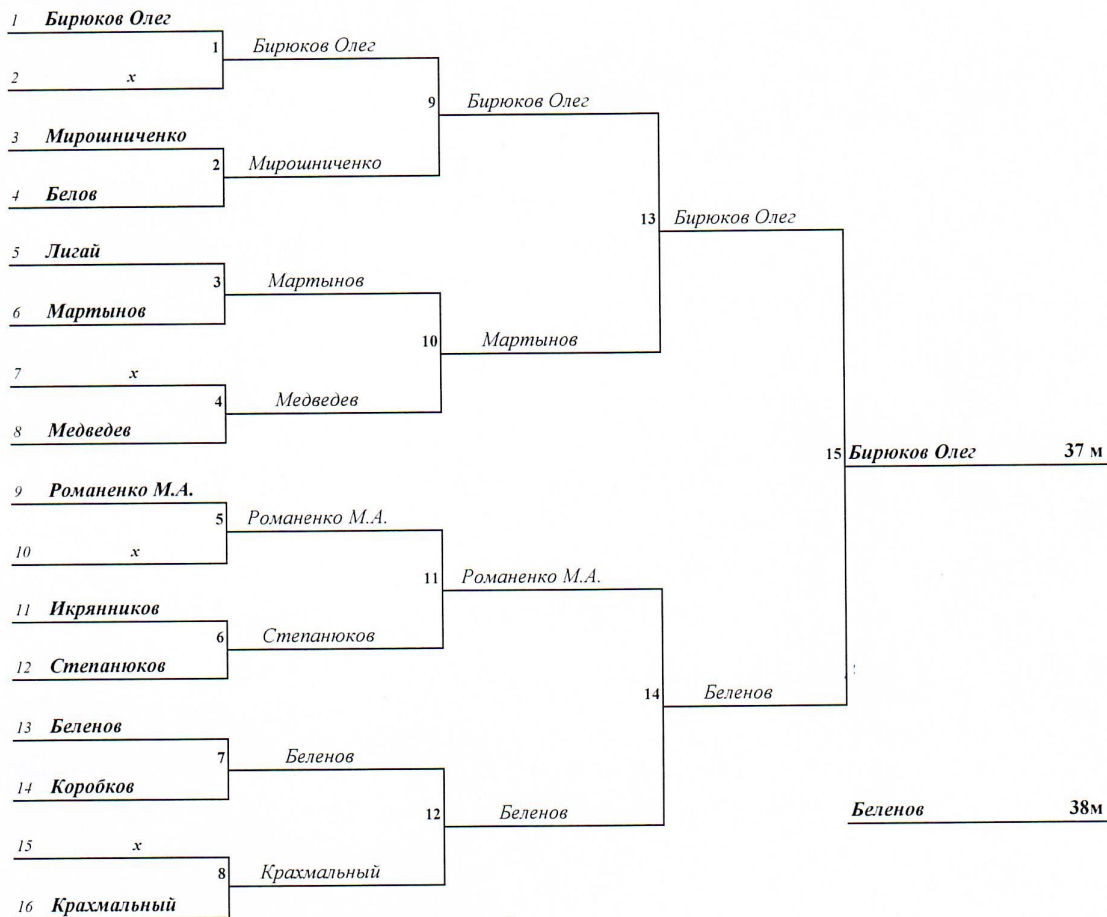 1 Бирюков Олег
1 Бирюков Олег
2 х
9 Бирюков Олег
3 Мирошниченко
2 Мирошниченко
4 Белов
13 Бирюков Олег
5 Лигай
3 Мартынов
6 Мартынов
10 Мартынов
7 х
4 Медведев
8 Медведев
15 Бирюков Олег 37 м
9 Романенко М.А.
5 Романенко М.А.
10 х
11 Романенко М.А.
11 Икрянников
6 Степанюков
12 Степанюков
14 Беленов
13 Беленов
7 Беленов
14 Коробков
12 Беленов
Беленов 38м
15 х
8 Крахмальный
16 Крахмальный